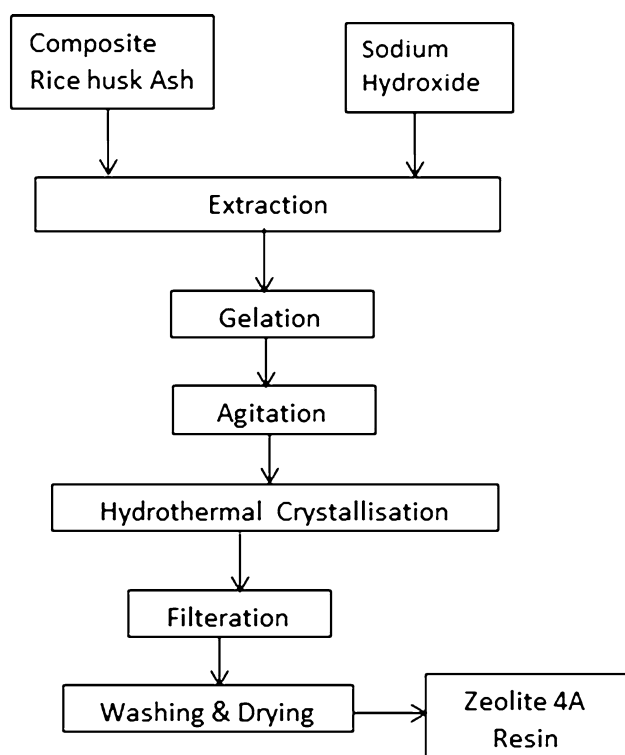 Composite
Rice husk Ash
Sodium
Hydroxide
Extraction
Gelation
Agitation
Hydrothermal Crystallisation
Filteration
Washing & Drying
Zeolite 4A
Resin